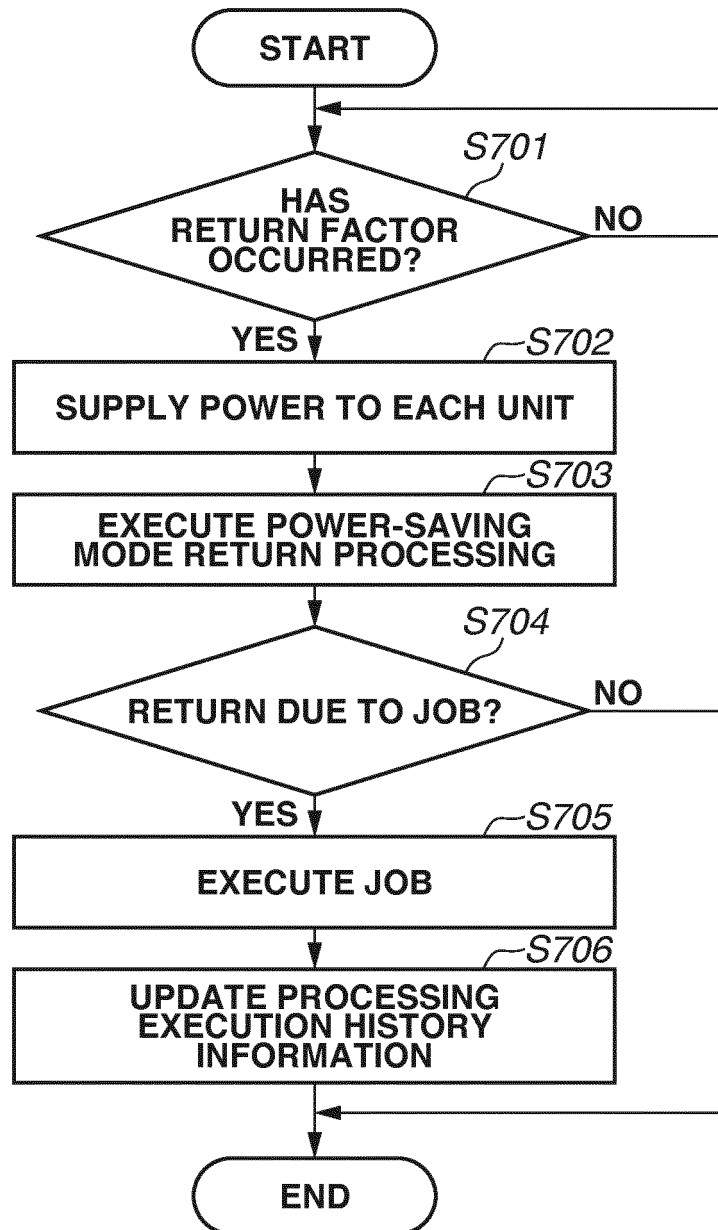 START
S701
HAS
RETURN FACTOR
OCCURRED?
NO
YES
S702
SUPPLY POWER TO EACH UNIT
S703
EXECUTE POWER-SAVING
MODE RETURN PROCESSING
S704
RETURN DUE TO JOB?
NO
YES
S705
EXECUTE JOB
S706
UPDATE PROCESSING
EXECUTION HISTORY
INFORMATION
END